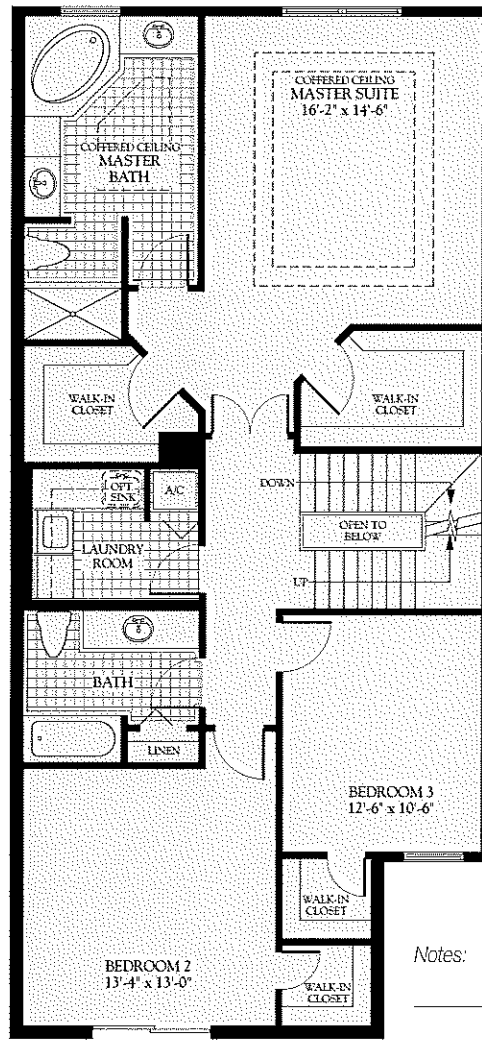 COFFERED CEILING
MASTER SUITE
16'-2" x 14'-6"
COFFERED CEILING
MASTER
BATH
WALK-IN
CLOSET
WALK-IN
CLOSET
OPT.
SINK
A/C
DOWN
OPEN TO
BELOW
LAUNDRY
ROOM
UP
BATH
LINEN
BEDROOM 3
12'-6" x 10'-6"
WALK-IN
CLOSET
Notes:
BEDROOM 2
13'-4" x 13'-0"
WALK-IN
CLOSET